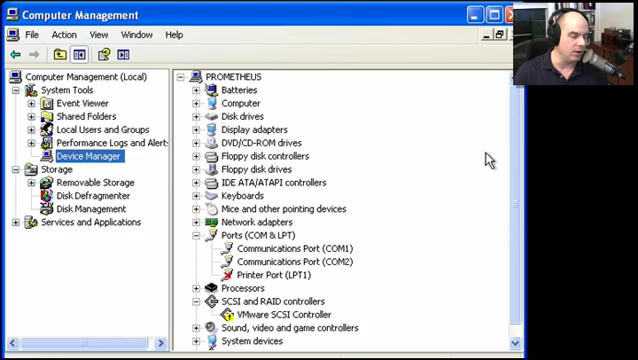 Computer Management
File Action View Window Help
Computer Management (Local)
System Tools
Event Viewer
Shared Folders
Local Users and Groups
Performance Logs and Alert
Device Manager
Storage
Removable Storage
Disk Defragmenter
Disk Management
Services and Applications
PROMETHEUS
Batteries
Computer
Disk drives
Display adapters
DVD/CD-ROM drives
Floppy disk controllers
Floppy disk drives
IDE ATA/ATAPI controllers
Keyboards
Mice and other pointing devices
Network adapters
Ports (COM & LPT)
Communications Port (COM1)
Communications Port (COM2)
Printer Port (LPT1)
Processors
SCSI and RAID controllers
VMware SCSI Controller
Sound, video and game controllers
System devices